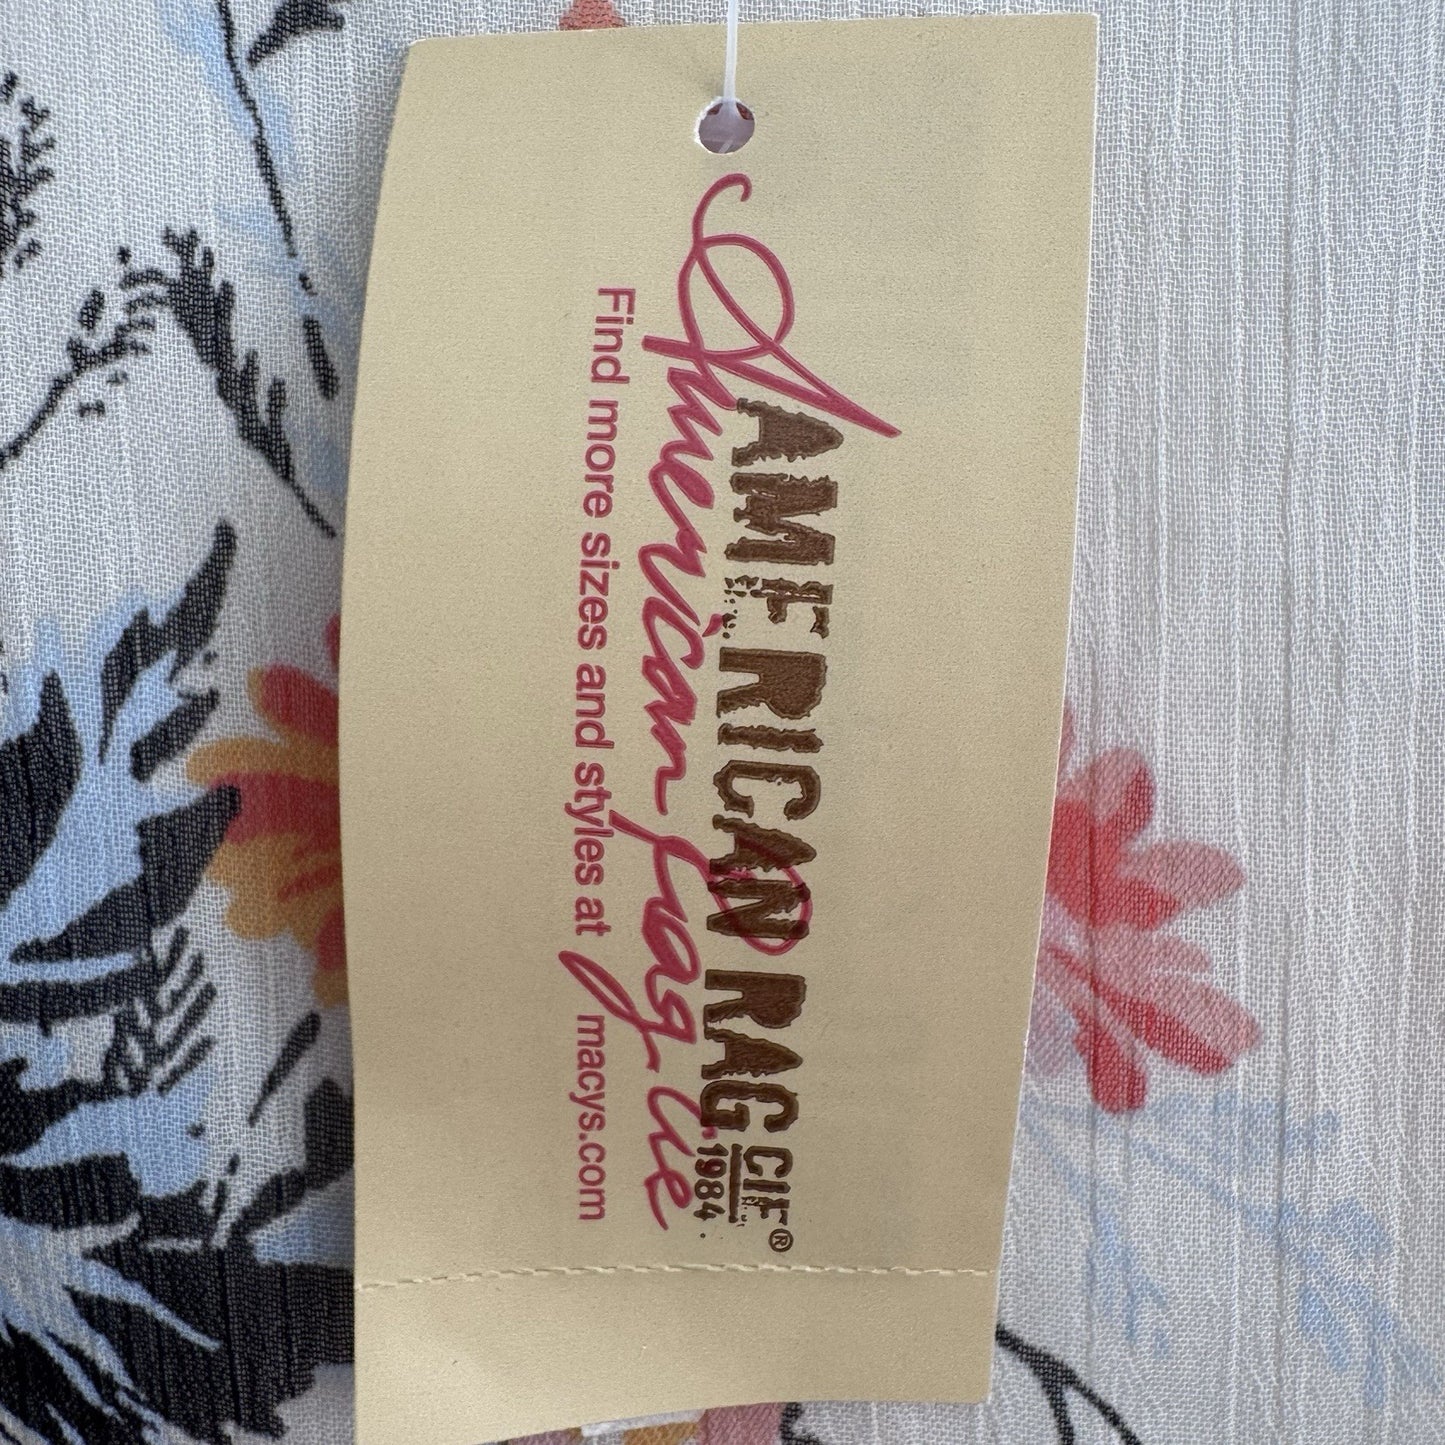 AMERICAN RAG CIE®
1984.
American Rag Cie
Find more sizes and styles at macys.com